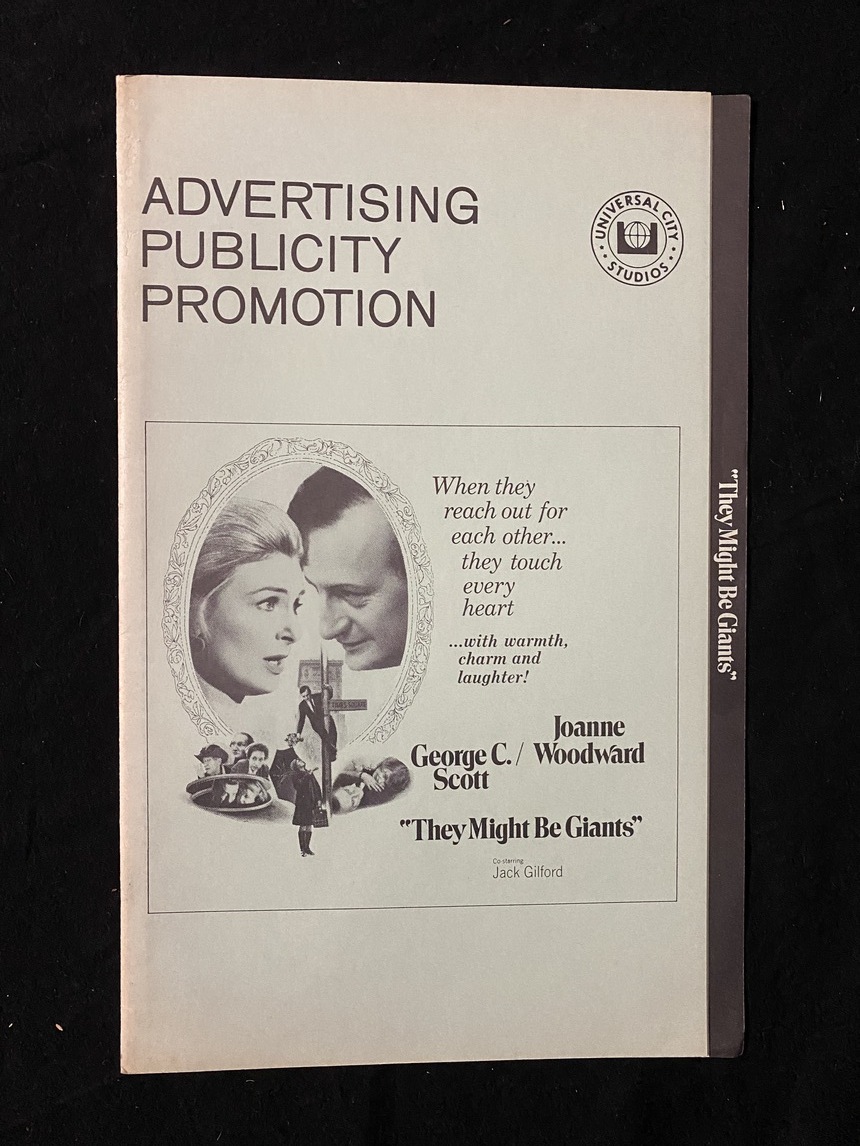 ADVERTISING
PUBLICITY
PROMOTION
UNIVERSAL CITY
STUDIOS
When they
reach out for
each other...
they touch
every
heart
...with warmth,
charm and
laughter!
George C. / Joanne
Scott Woodward
"They Might Be Giants"
Co-starring
Jack Gilford
"They Might Be Giants"